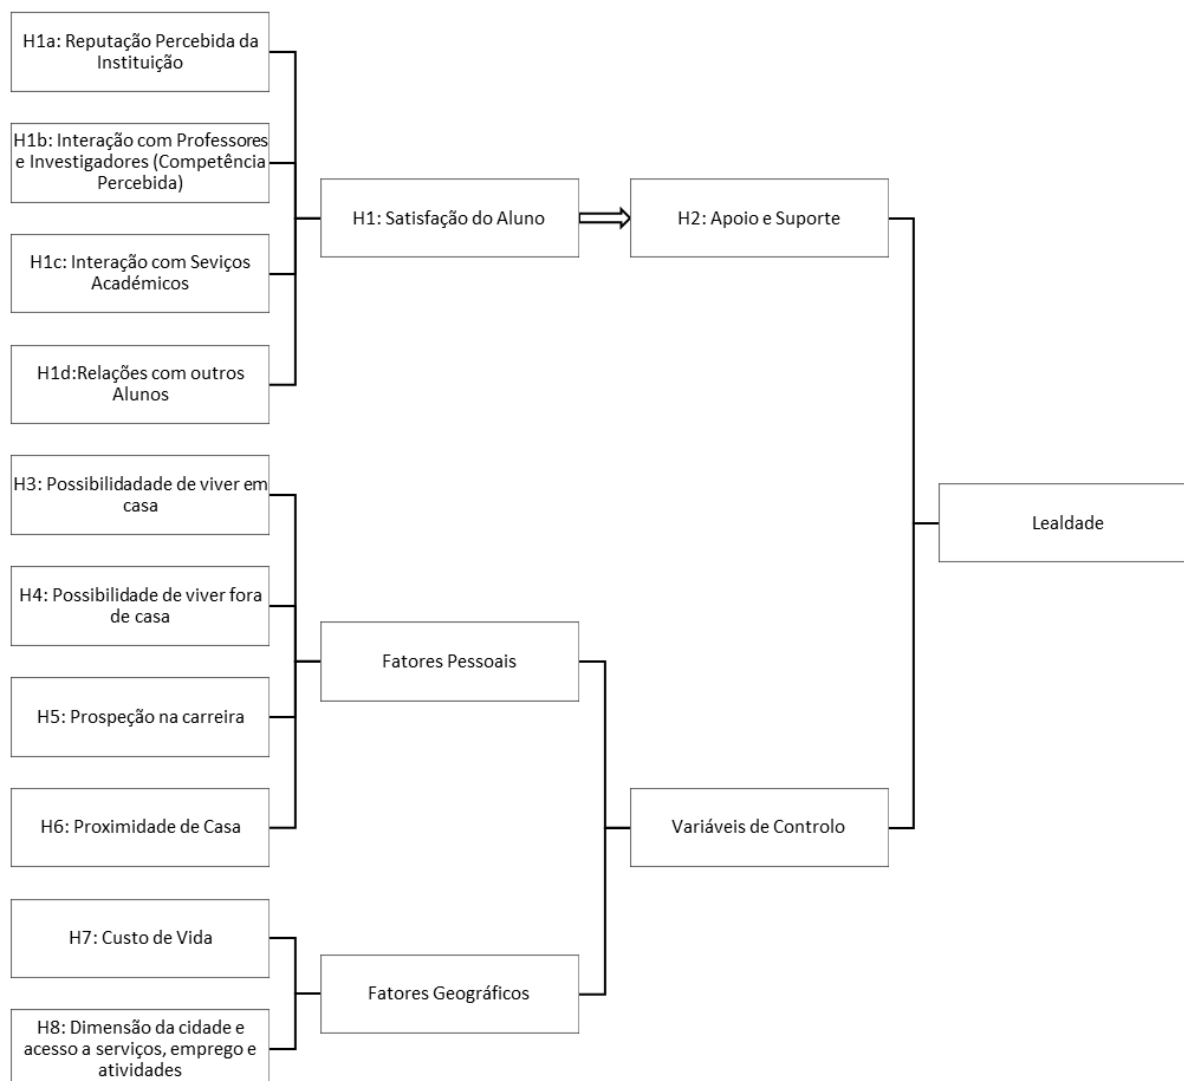 H1a: Reputação Percebida da
Instituição
H1b: Interação com Professores
e Investigadores (Competência
Percebida)
H1: Satisfação do Aluno
H2: Apoio e Suporte
H1c: Interação com Seviços
Académicos
H1d:Relações com outros
Alunos
H3: Possibilidadade de viver em
casa
Lealdade
H4: Possibilidade de viver fora
de casa
Fatores Pessoais
H5: Prospeção na carreira
H6: Proximidade de Casa
Variáveis de Controlo
H7: Custo de Vida
Fatores Geográficos
H8: Dimensão da cidade e
acesso a serviços, emprego e
atividades